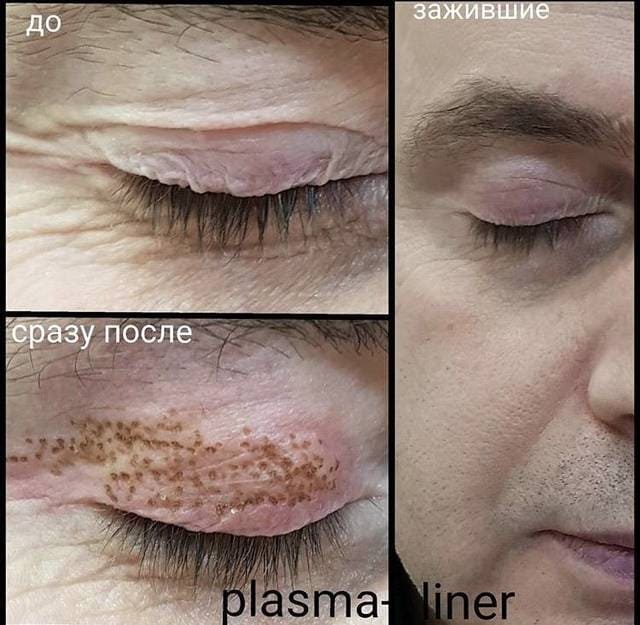 до
зажившие
сразу после
plasma-liner